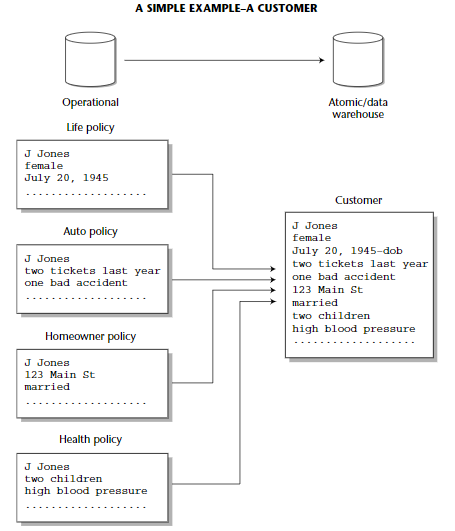 A SIMPLE EXAMPLE–A CUSTOMER
Operational
Atomic/data
warehouse
Life policy
J Jones
female
July 20, 1945
...................
Auto policy
J Jones
two tickets last year
one bad accident
...................
Homeowner policy
J Jones
123 Main St
married
...................
Health policy
J Jones
two children
high blood pressure
...................
Customer
J Jones
female
July 20, 1945–dob
two tickets last year
one bad accident
123 Main St
married
two children
high blood pressure
...................